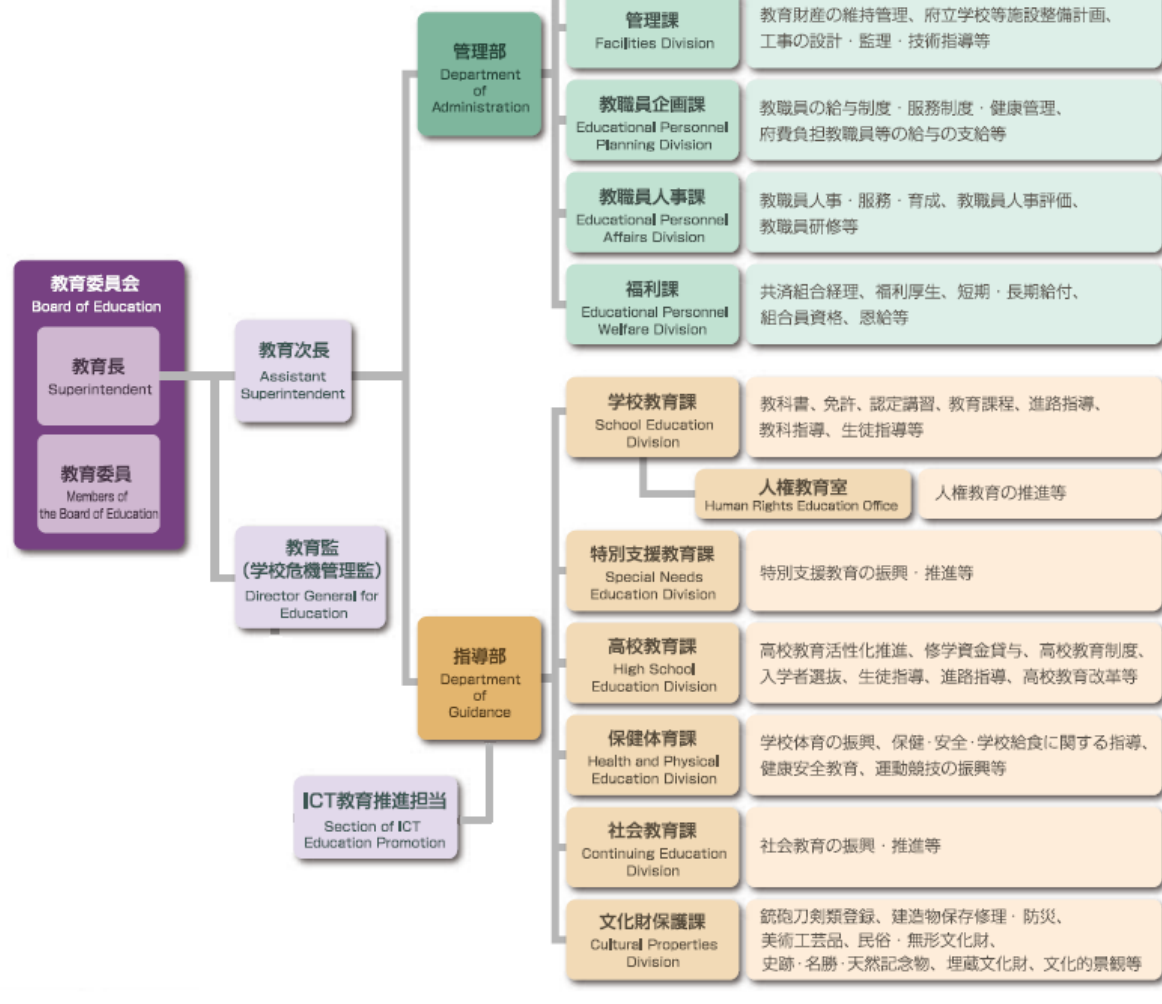 教育委員会
Board of Education
教育長
Superintendent
教育委員
Members of
the Board of Education
教育次長
Assistant
Superintendent
教育監
(学校危機管理監)
Director General for
Education
管理部
Department
of
Administration
管理課
Facilities Division
教育財産の維持管理、府立学校等施設整備計画、
工事の設計・監理・技術指導等
教職員企画課
Educational Personnel
Planning Division
教職員の給与制度・服務制度・健康管理、
府費負担教職員等の給与の支給等
教職員人事課
Educational Personnel
Affairs Division
教職員人事・服務・育成、教職員人事評価、
教職員研修等
福利課
Educational Personnel
Welfare Division
共済組合経理、福利厚生、短期・長期給付、
組合員資格、恩給等
指導部
Department
of
Guidance
ICT教育推進担当
Section of ICT
Education Promotion
学校教育課
School Education
Division
教科書、免許、認定講習、教育課程、進路指導、
教科指導、生徒指導等
人権教育室
Human Rights Education Office
人権教育の推進等
特別支援教育課
Special Needs
Education Division
特別支援教育の振興・推進等
高校教育課
High School
Education Division
高校教育活性化推進、修学資金貸与、高校教育制度、
入学者選抜、生徒指導、進路指導、高校教育改革等
保健体育課
Health and Physical
Education Division
学校体育の振興、保健・安全・学校給食に関する指導、
健康安全教育、運動競技の振興等
社会教育課
Continuing Education
Division
社会教育の振興・推進等
文化財保護課
Cultural Properties
Division
銃砲刀剣類登録、建造物保存修理・防災、
美術工芸品、民俗・無形文化財、
史跡・名勝・天然記念物、埋蔵文化財、文化的景観等